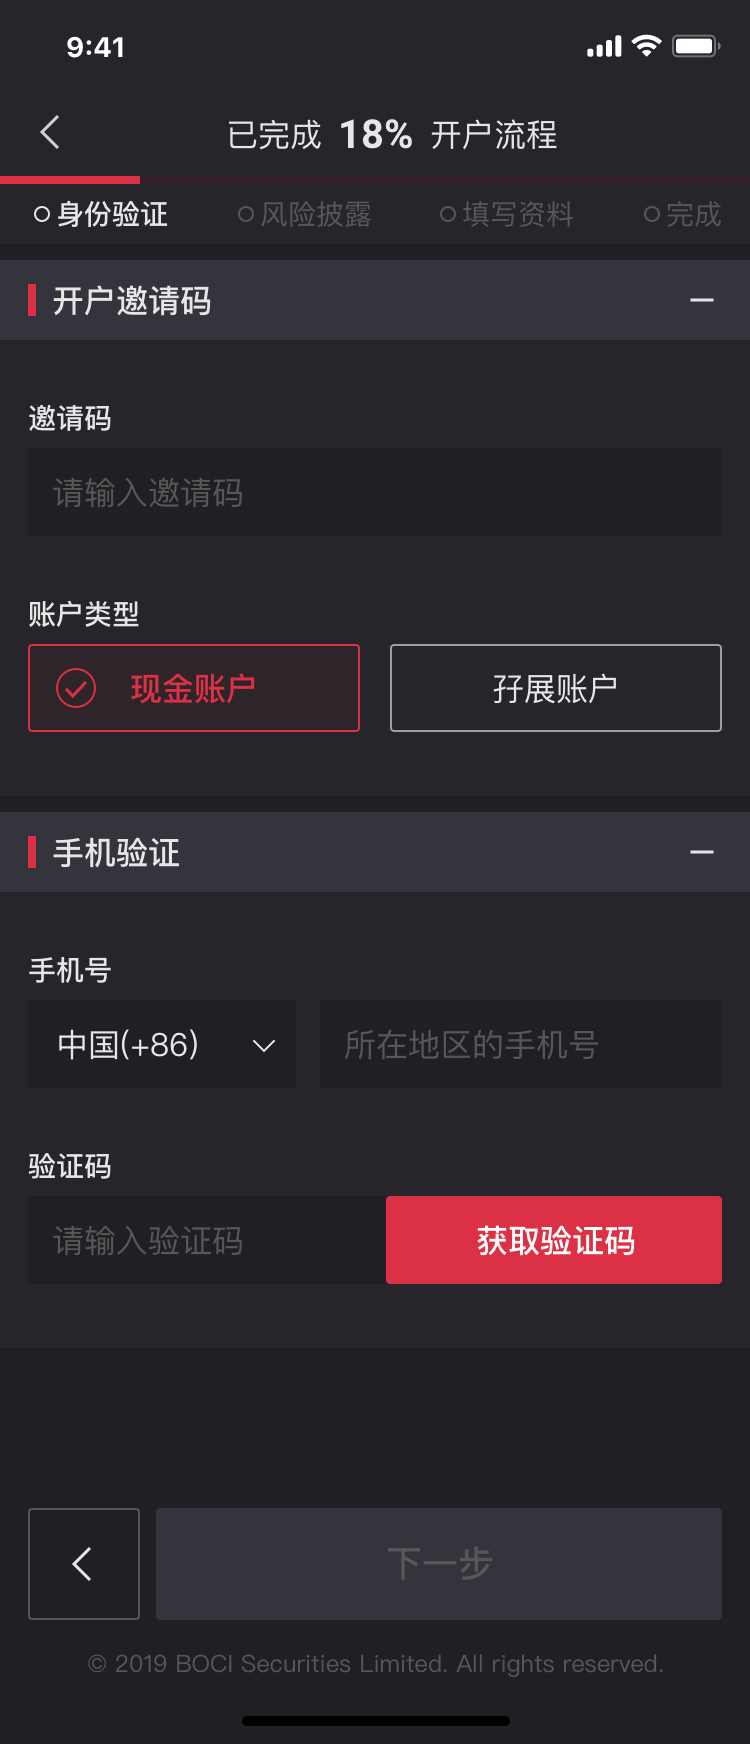 9:41
已完成 18% 开户流程
身份验证 风险披露 填写资料 完成
开户邀请码
邀请码
请输入邀请码
账户类型
现金账户 孖展账户
手机验证
手机号
中国(+86) 所在地区的手机号
验证码
请输入验证码 获取验证码
下一步
© 2019 BOCI Securities Limited. All rights reserved.